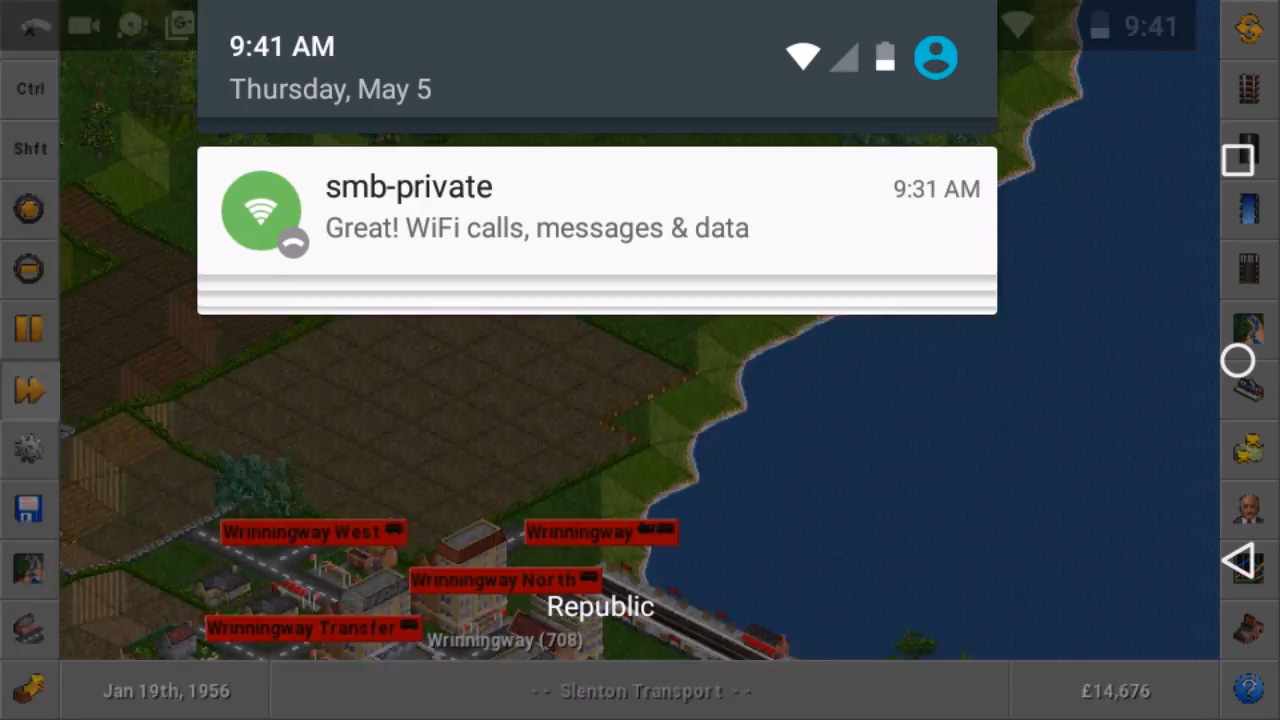 9:41 AM
Thursday, May 5
9:41
Ctrl
Shft
smb-private
9:31 AM
Great! WiFi calls, messages & data
Wrinningway West
Wrinningway
Wrinningway North
Republic
Wrinningway Transfer
Wrinningway (708)
Jan 19th, 1956
-- Slenton Transport --
£14,676